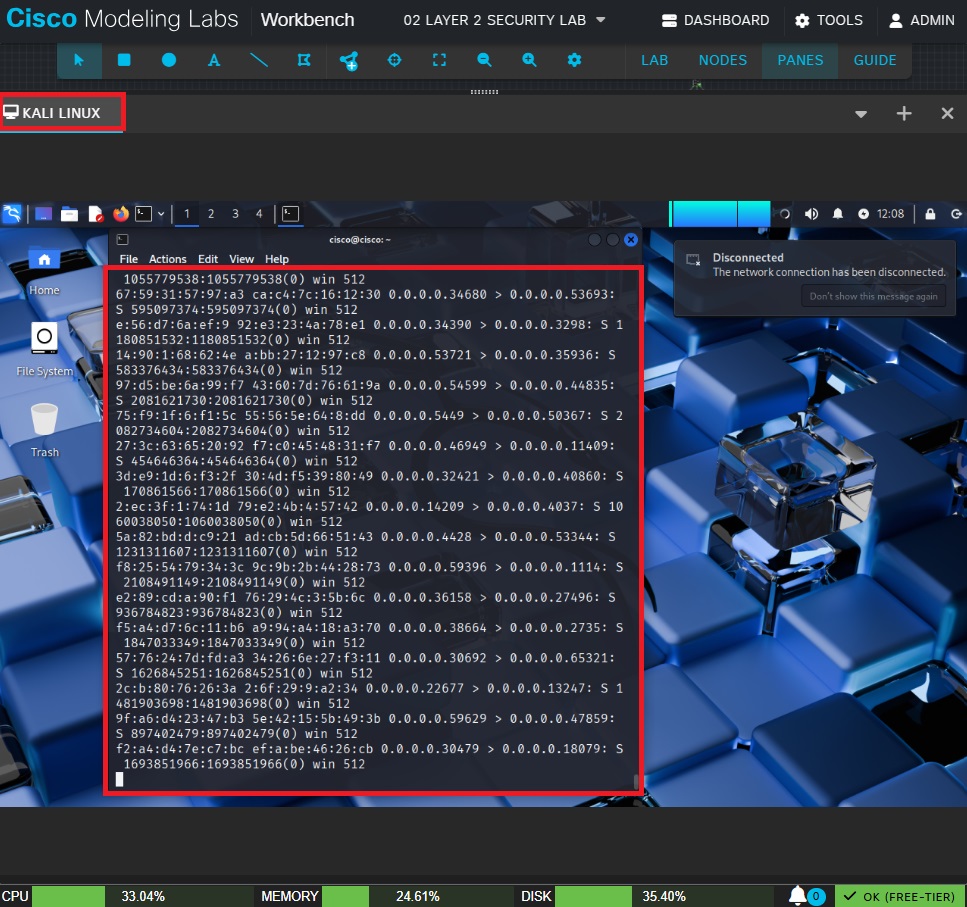 Cisco Modeling Labs Workbench 02 LAYER 2 SECURITY LAB DASHBOARD TOOLS ADMIN
A LAB NODES PANES GUIDE
KALI LINUX
1 2 3 4 12:08
cisco@cisco: ~
File Actions Edit View Help
Disconnected
The network connection has been disconnected.
Don't show this message again
Home
File System
Trash
1055779538:1055779538(0) win 512
67:59:31:57:97:a3 ca:c4:7c:16:12:30 0.0.0.0.34680 > 0.0.0.0.53693:
S 595097374:595097374(0) win 512
e:56:d7:6a:ef:9 92:e3:23:4a:78:e1 0.0.0.0.34390 > 0.0.0.0.3298: S 1
180851532:1180851532(0) win 512
14:90:1:68:62:4e a:bb:27:12:97:c8 0.0.0.0.53721 > 0.0.0.0.35936: S
583376434:583376434(0) win 512
97:d5:be:6a:99:f7 43:60:7d:76:61:9a 0.0.0.0.54599 > 0.0.0.0.44835:
S 2081621730:2081621730(0) win 512
75:f9:1f:6:f1:5c 55:56:5e:64:8:dd 0.0.0.0.5449 > 0.0.0.0.50367: S 2
082734604:2082734604(0) win 512
27:3c:63:65:20:92 f7:c0:45:48:31:f7 0.0.0.0.46949 > 0.0.0.0.11409:
S 454646364:454646364(0) win 512
3d:e9:1d:6:f3:2f 30:4d:f5:39:80:49 0.0.0.0.32421 > 0.0.0.0.40860: S
170861566:170861566(0) win 512
2:ec:3f:1:74:1d 79:e2:4b:4:57:42 0.0.0.0.14209 > 0.0.0.0.4037: S 10
60038050:1060038050(0) win 512
5a:82:bd:d:c9:21 ad:cb:5d:66:51:43 0.0.0.0.4428 > 0.0.0.0.53344: S
1231311607:1231311607(0) win 512
f8:25:54:79:34:3c 9c:9b:2b:44:28:73 0.0.0.0.59396 > 0.0.0.0.1114: S
2108491149:2108491149(0) win 512
e2:89:cd:a:90:f1 76:29:4c:3:5b:6c 0.0.0.0.36158 > 0.0.0.0.27496: S
936784823:936784823(0) win 512
f5:a4:d7:6c:11:b6 a9:94:a4:18:a3:70 0.0.0.0.38664 > 0.0.0.0.2735: S
1847033349:1847033349(0) win 512
57:76:24:7d:fd:a3 34:26:6e:27:f3:11 0.0.0.0.30692 > 0.0.0.0.65321:
S 1626845251:1626845251(0) win 512
2c:b:80:76:26:3a 2:6f:29:9:a2:34 0.0.0.0.22677 > 0.0.0.0.13247: S 1
481903698:1481903698(0) win 512
9f:a6:d4:23:47:b3 5e:42:15:5b:49:3b 0.0.0.0.59629 > 0.0.0.0.47859:
S 897402479:897402479(0) win 512
f2:a4:d4:7e:c7:bc ef:a:be:46:26:cb 0.0.0.0.30479 > 0.0.0.0.18079: S
1693851966:1693851966(0) win 512
CPU 33.04% MEMORY 24.61% DISK 35.40% 0 OK (FREE-TIER)